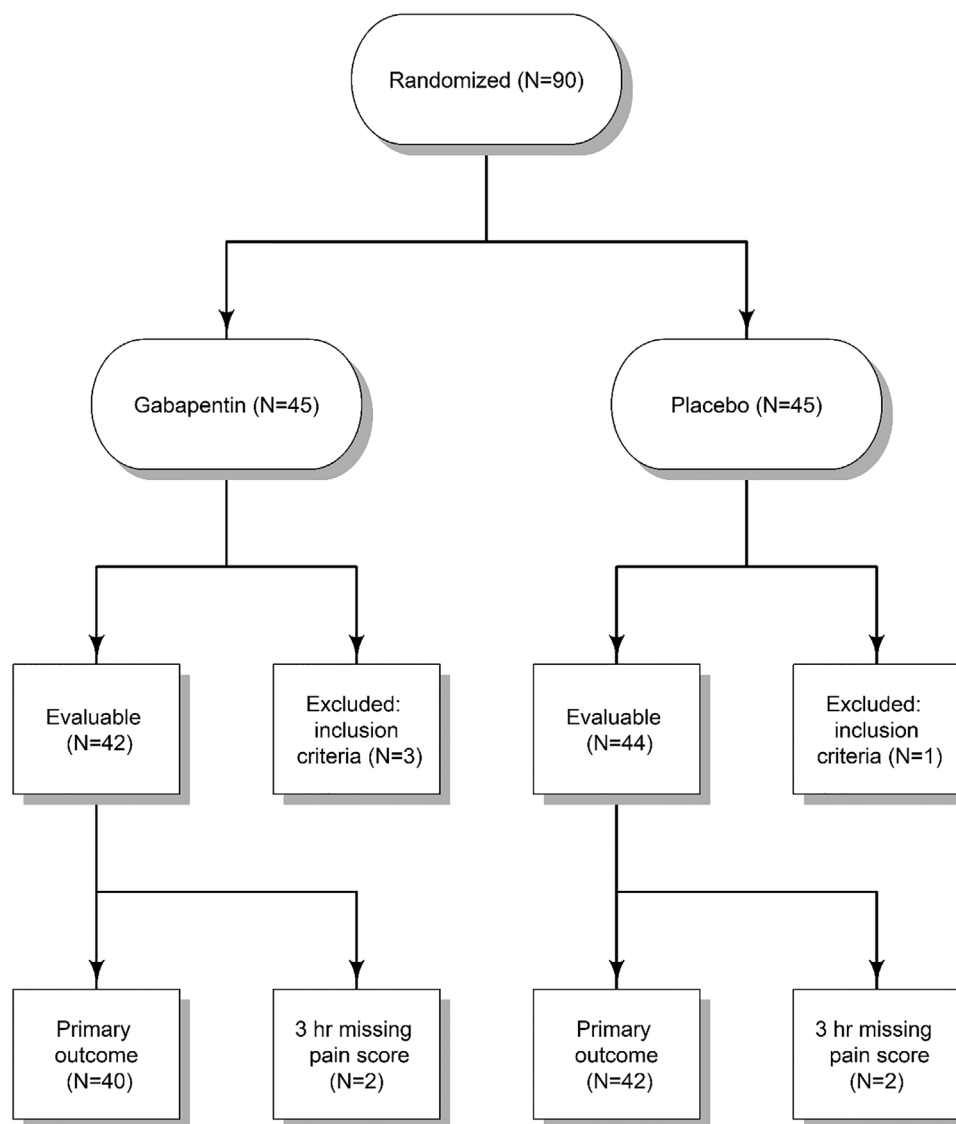 Randomized (N=90)
Gabapentin (N=45)
Placebo (N=45)
Evaluable
(N=42)
Excluded:
inclusion
criteria (N=3)
Evaluable
(N=44)
Excluded:
inclusion
criteria (N=1)
Primary
outcome
(N=40)
3 hr missing
pain score
(N=2)
Primary
outcome
(N=42)
3 hr missing
pain score
(N=2)